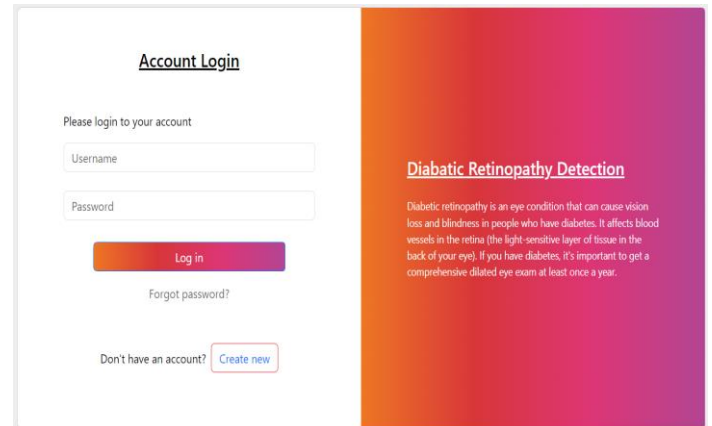 Account Login
Please login to your account
Username
Password
Log in
Forgot password?
Don't have an account? Create new
Diabatic Retinopathy Detection
Diabetic retinopathy is an eye condition that can cause vision
loss and blindness in people who have diabetes. It affects blood
vessels in the retina (the light-sensitive layer of tissue in the
back of your eye). If you have diabetes, it's important to get a
comprehensive dilated eye exam at least once a year.